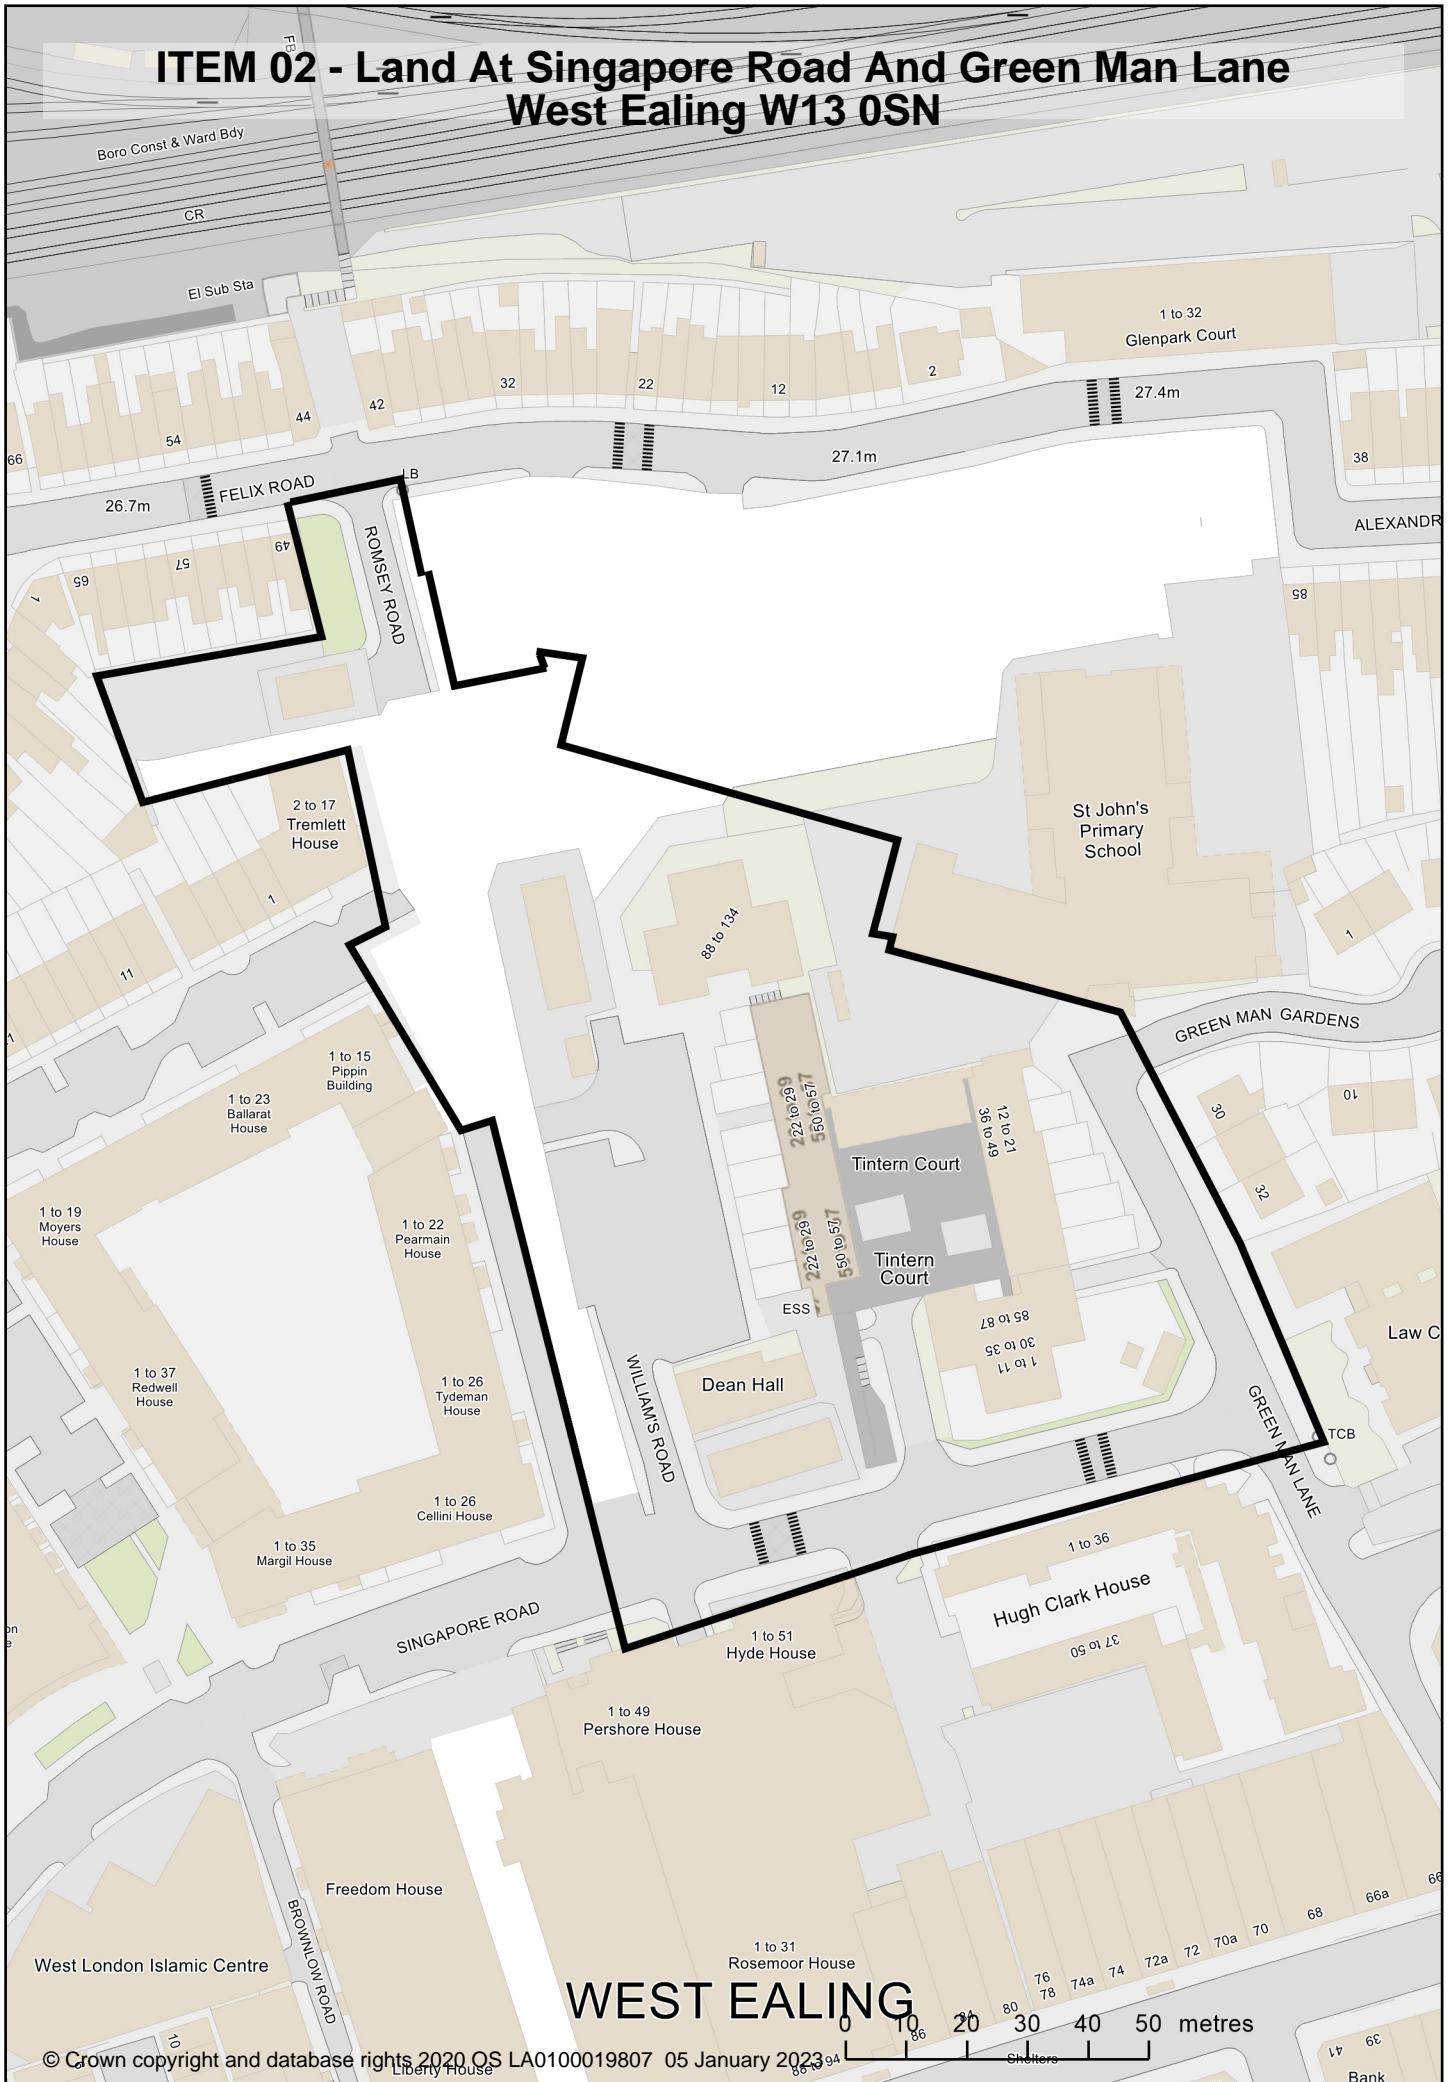 FB
ITEM 02 - Land At Singapore Road And Green Man Lane
West Ealing W13 0SN
Boro Const & Ward Bdy
CR
El Sub Sta
1 to 32
Glenpark Court
66
54
44
42
32
22
12
2
27.4m
38
27.1m
LB
FELIX ROAD
26.7m
ALEXANDR
ROMSEY ROAD
49
57
65
1
85
2 to 17
Tremlett
House
St John's
Primary
School
1
11
88 to 134
1
GREEN MAN GARDENS
1 to 15
Pippin
Building
1 to 23
Ballarat
House
22 to 29
50 to 57
12 to 21
36 to 49
30
10
32
Tintern Court
1 to 19
Moyers
House
1 to 22
Pearmain
House
22 to 29
50 to 57
Tintern
Court
ESS
85 to 87
30 to 35
1 to 11
Law C
1 to 37
Redwell
House
1 to 26
Tydeman
House
WILLIAM'S ROAD
Dean Hall
GREEN MAN LANE
TCB
1 to 26
Cellini House
1 to 35
Margil House
1 to 36
Hugh Clark House
37 to 50
SINGAPORE ROAD
1 to 51
Hyde House
1 to 49
Pershore House
Freedom House
BROWNLOW ROAD
West London Islamic Centre
1 to 31
Rosemoor House
76
78
74a
74
72a
72
70a
70
68
66a
66
80
84
86
88 to 94
WEST EALING
0 10 20 30 40 50 metres
Shelters
10
© Crown copyright and database rights 2020 OS LA0100019807 05 January 2023
Liberty House
41
39
Bank